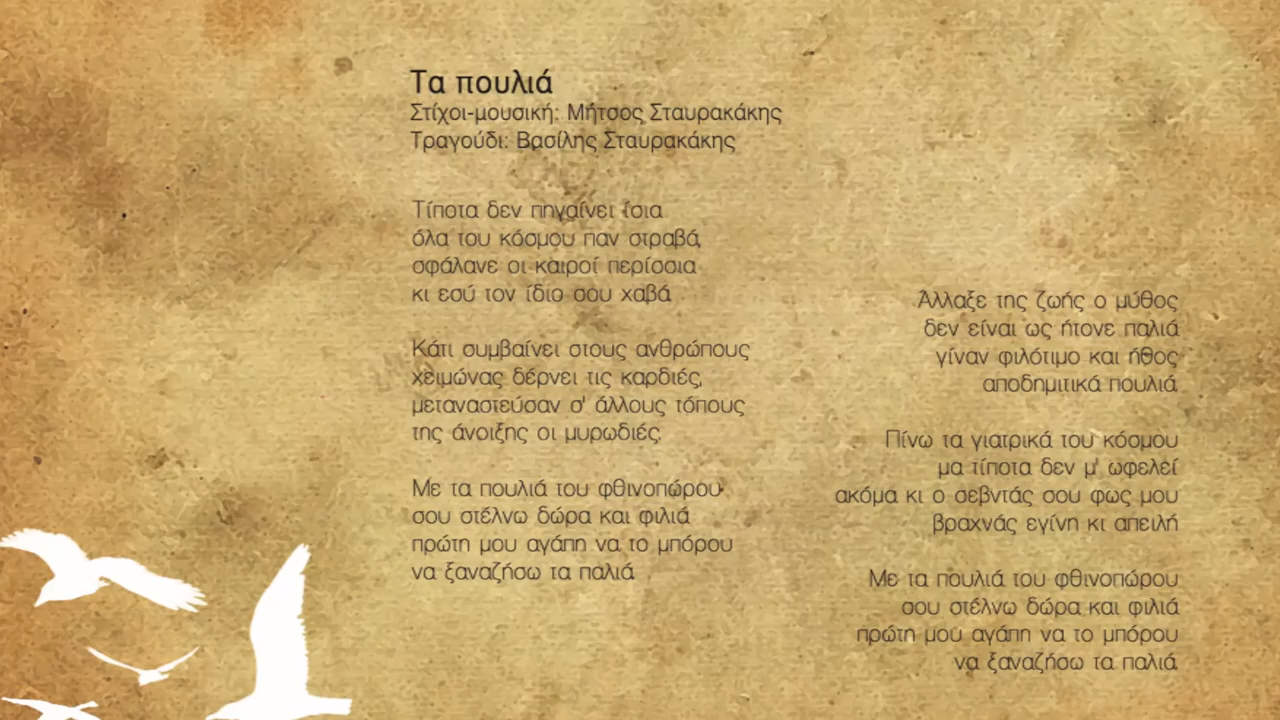 Τα πουλιά
Στίχοι-μουσική: Μήτσος Σταυρακάκης
Τραγούδι: Βασίλης Σταυρακάκης
Τίποτα δεν πηγαίνει ίσια
όλα του κόσμου παν στραβά,
σφάλανε οι καιροί περίσσια
κι εσύ τον ίδιο σου χαβά.
Κάτι συμβαίνει στους ανθρώπους
χειμώνας δέρνει τις καρδιές,
μεταναστεύσαν σ' άλλους τόπους
της άνοιξης οι μυρωδιές.
Με τα πουλιά του φθινοπώρου
σου στέλνω δώρα και φιλιά
πρώτη μου αγάπη να το μπόρου
να ξαναζήσω τα παλιά.
Άλλαξε της ζωής ο μύθος
δεν είναι ως ήτονε παλιά
γίναν φιλότιμο και ήθος
αποδημιτικά πουλιά.
Πίνω τα γιατρικά του κόσμου
μα τίποτα δεν μ' ωφελεί
ακόμα κι ο σεβντάς σου φως μου
βραχνάς εγίνη κι απειλή
Με τα πουλιά του φθινοπώρου
σου στέλνω δώρα και φιλιά
πρώτη μου αγάπη να το μπόρου
να ξαναζήσω τα παλιά.